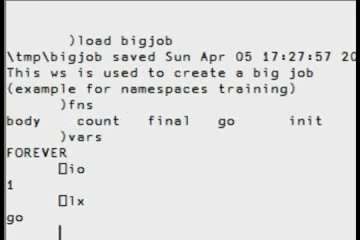 )load bigjob
\tmp\bigjob saved Sun Apr 05 17:27:57 20
This ws is used to create a big job
(example for namespaces training)
)fns
body count final go init
)vars
FOREVER
⎕io
1
⎕lx
go